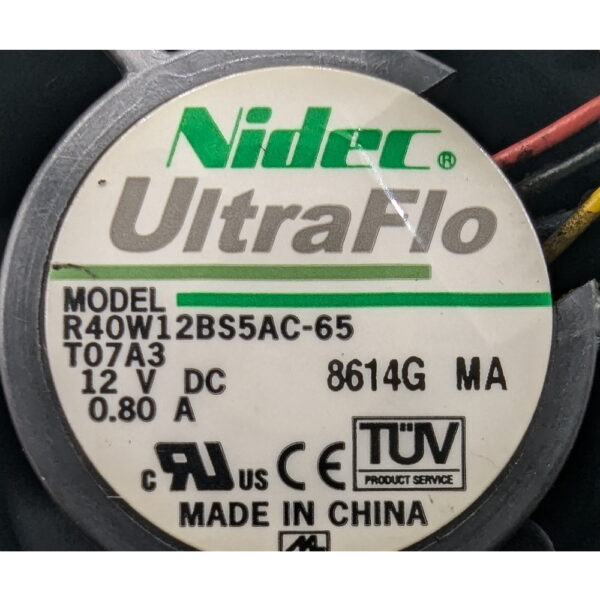 Nidec®
UltraFlo
MODEL
R40W12BS5AC-65
T07A3
12 V DC
8614G MA
0.80 A
c RU US CE TÜV
PRODUCT SERVICE
MADE IN CHINA